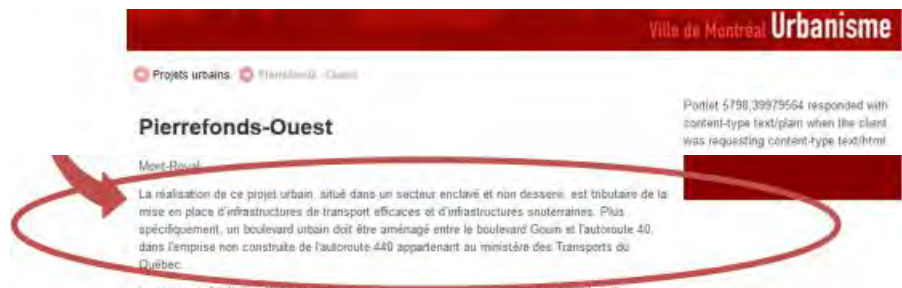 Ville de Montréal Urbanisme
Projets urbains Pierrefonds - Ouest
Portlet 5798,39979564 responded with
content-type text/plain when the client
was requesting content-type text/html
Pierrefonds-Ouest
Mont-Royal
La réalisation de ce projet urbain, situé dans un secteur enclavé et non desservi, est tributaire de la
mise en place d'infrastructures de transport efficaces et d'infrastructures souterraines. Plus
spécifiquement, un boulevard urbain doit être aménagé entre le boulevard Gouin et l'autoroute 40,
dans l'emprise non construite de l'autoroute 440 appartenant au ministère des Transports du
Québec.